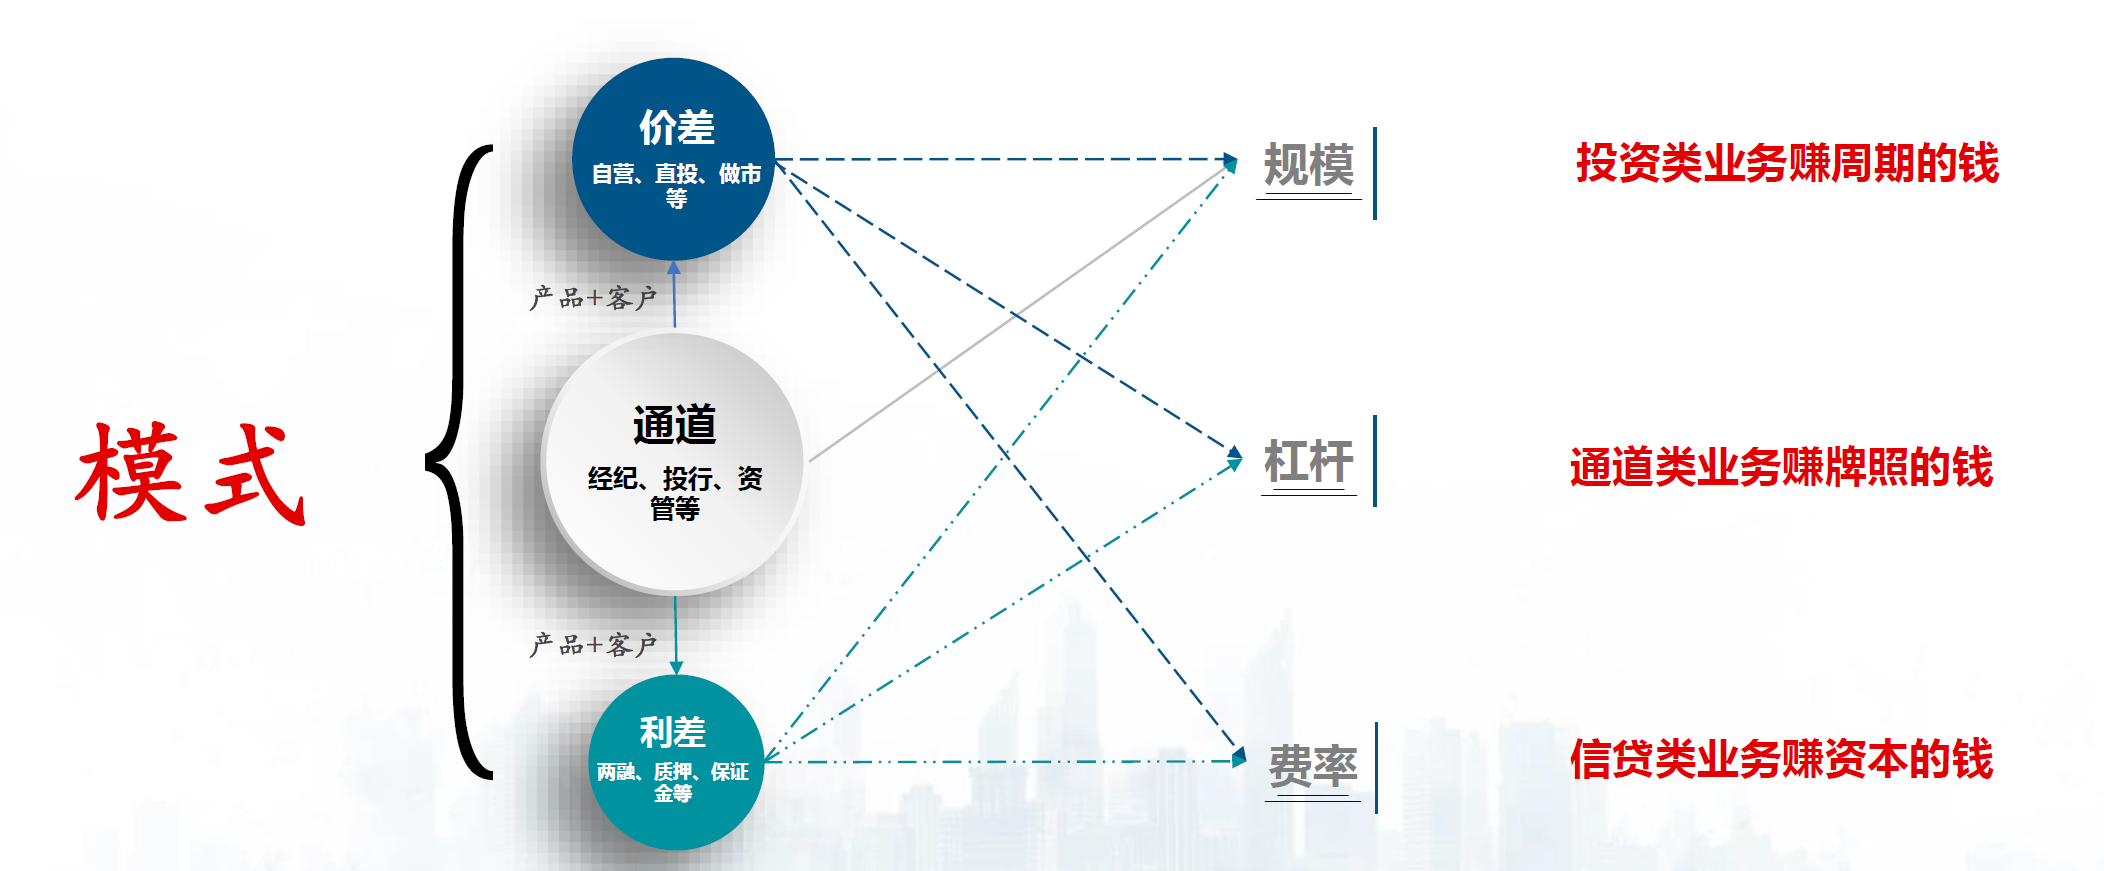 模式
价差
自营、直投、做市
等
产品+客户
通道
经纪、投行、资
管等
产品+客户
利差
两融、质押、保证
金等
规模
杠杆
费率
投资类业务赚周期的钱
通道类业务赚牌照的钱
信贷类业务赚资本的钱